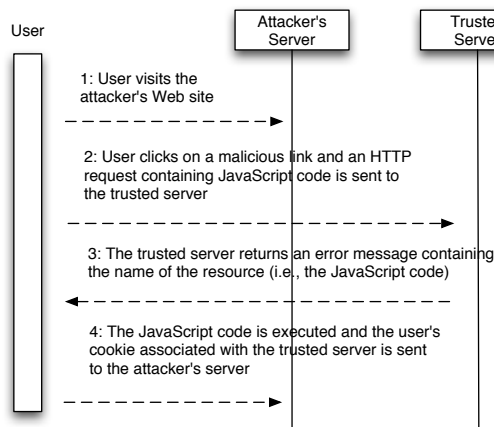 User
Attacker's
Server
1: User visits the
attacker's Web site
2: User clicks on a malicious link and an HTTP
request containing JavaScript code is sent to
the trusted server
3: The trusted server returns an error message containing
the name of the resource (i.e., the JavaScript code)
4: The JavaScript code is executed and the user's
cookie associated with the trusted server is sent
to the attacker's server